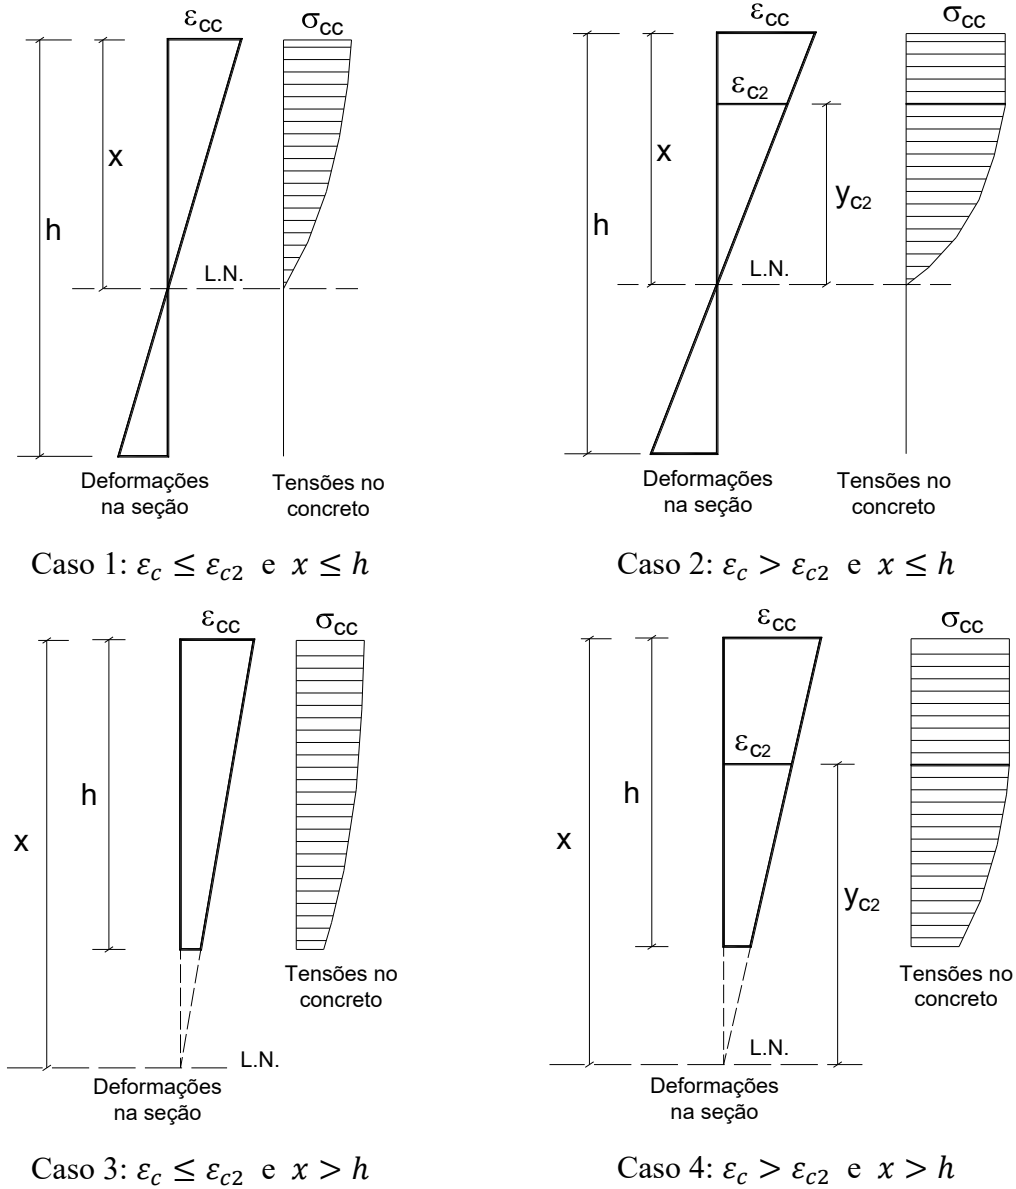 ε_cc
σ_cc
x
h
L.N.
Deformações
na seção
Tensões no
concreto
Caso 1: ε_c ≤ ε_c2 e x ≤ h
ε_cc
σ_cc
ε_c2
x
y_c2
h
L.N.
Deformações
na seção
Tensões no
concreto
Caso 2: ε_c > ε_c2 e x ≤ h
ε_cc
σ_cc
h
x
Tensões no
concreto
L.N.
Deformações
na seção
Caso 3: ε_c ≤ ε_c2 e x > h
ε_cc
σ_cc
ε_c2
h
x
y_c2
Tensões no
concreto
L.N.
Deformações
na seção
Caso 4: ε_c > ε_c2 e x > h